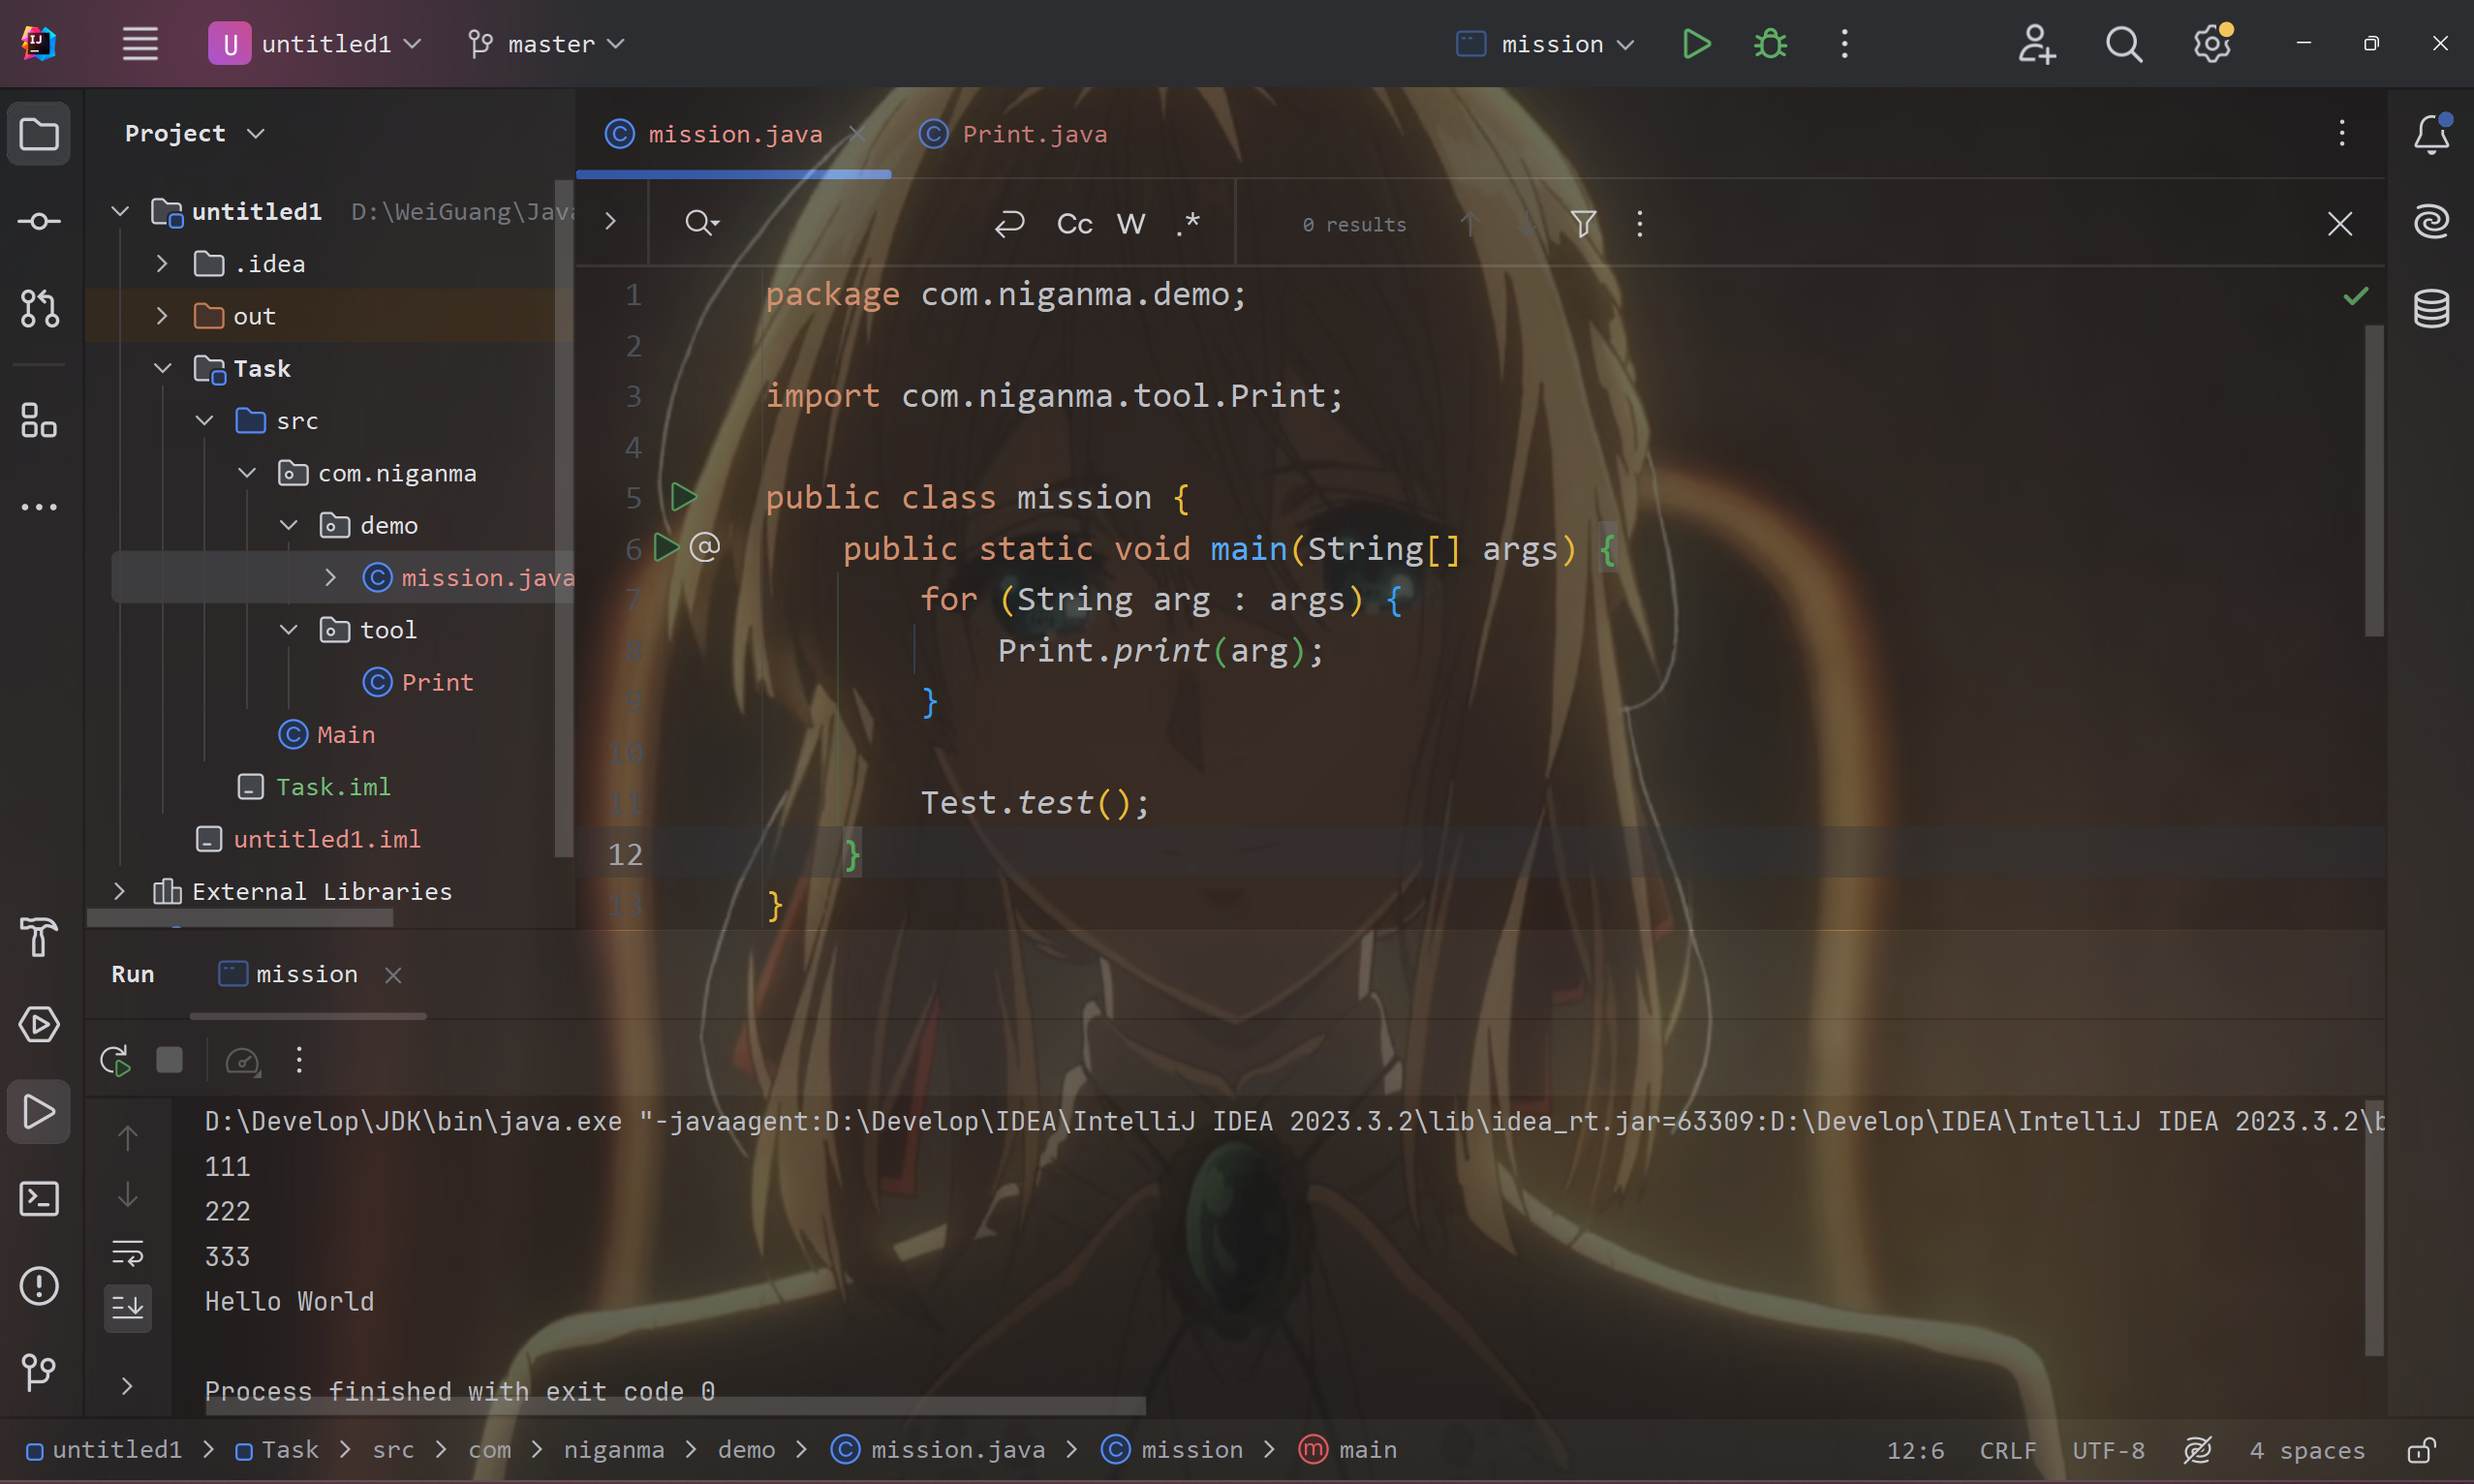 IJ
U untitled1 master mission
Project
mission.java Print.java
untitled1 D:\WeiGuang\Java
Cc W .* 0 results
.idea
out
Task
src
com.niganma
demo
mission.java
tool
Print
Main
Task.iml
untitled1.iml
External Libraries
1 package com.niganma.demo;
2
3 import com.niganma.tool.Print;
4
5 public class mission {
6 @ public static void main(String[] args) {
7 for (String arg : args) {
8 Print.print(arg);
9 }
10
11 Test.test();
12 }
13 }
Run mission
D:\Develop\JDK\bin\java.exe "-javaagent:D:\Develop\IDEA\IntelliJ IDEA 2023.3.2\lib\idea_rt.jar=63309:D:\Develop\IDEA\IntelliJ IDEA 2023.3.2\b
111
222
333
Hello World
Process finished with exit code 0
untitled1 > Task > src > com > niganma > demo > mission.java > mission > main 12:6 CRLF UTF-8 4 spaces